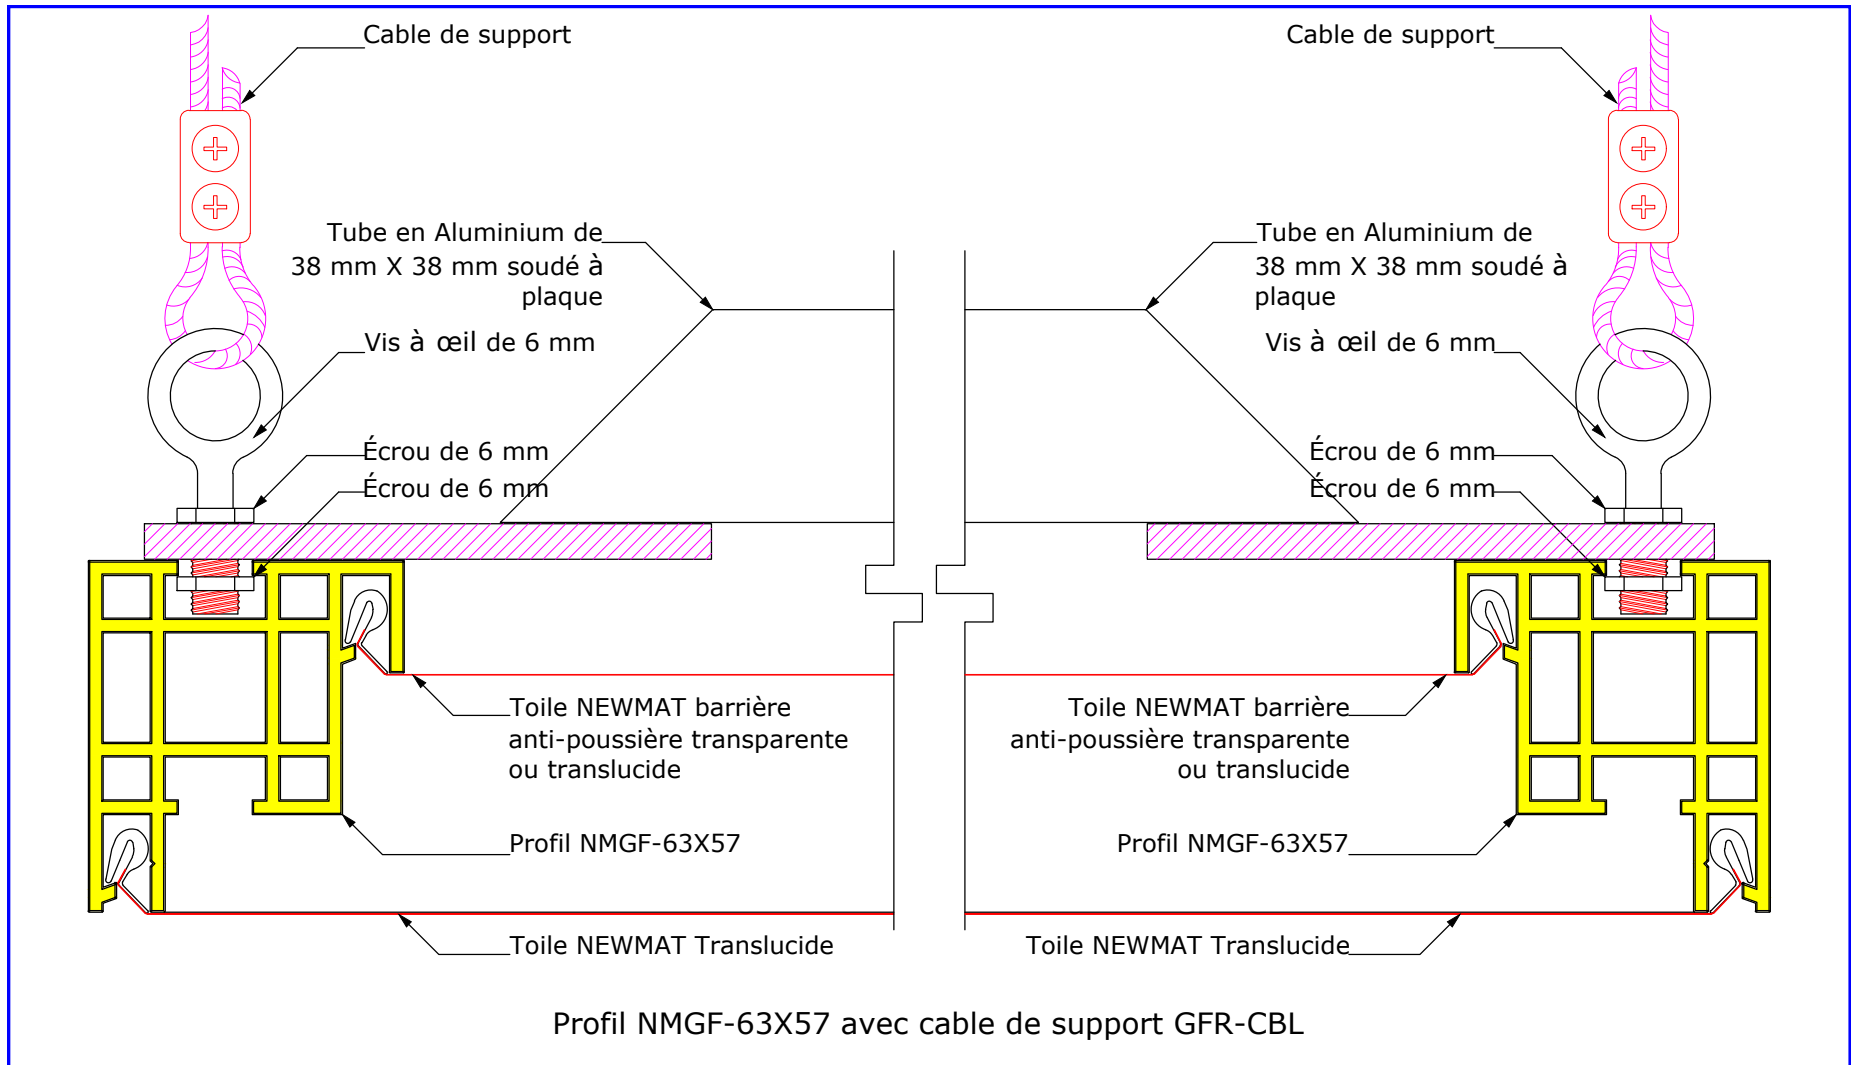 Cable de support
Cable de support
Tube en Aluminium de
38 mm X 38 mm soudé à
plaque
Tube en Aluminium de
38 mm X 38 mm soudé à
plaque
Vis à œil de 6 mm
Vis à œil de 6 mm
Écrou de 6 mm
Écrou de 6 mm
Écrou de 6 mm
Écrou de 6 mm
Toile NEWMAT barrière
anti-poussière transparente
ou translucide
Toile NEWMAT barrière
anti-poussière transparente
ou translucide
Profil NMGF-63X57
Profil NMGF-63X57
Toile NEWMAT Translucide
Toile NEWMAT Translucide
Profil NMGF-63X57 avec cable de support GFR-CBL